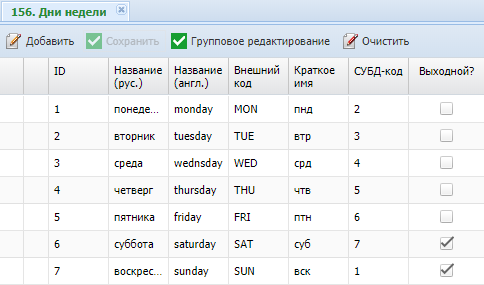 156. Дни недели
Добавить Сохранить Групповое редактирование Очистить
ID Название (рус.) Название (англ.) Внешний код Краткое имя СУБД-код Выходной?
1 понеде... monday MON пнд 2
2 вторник tuesday TUE втр 3
3 среда wednsday WED срд 4
4 четверг thursday THU чтв 5
5 пятница friday FRI птн 6
6 суббота saturday SAT суб 7
7 воскрес... sunday SUN вск 1